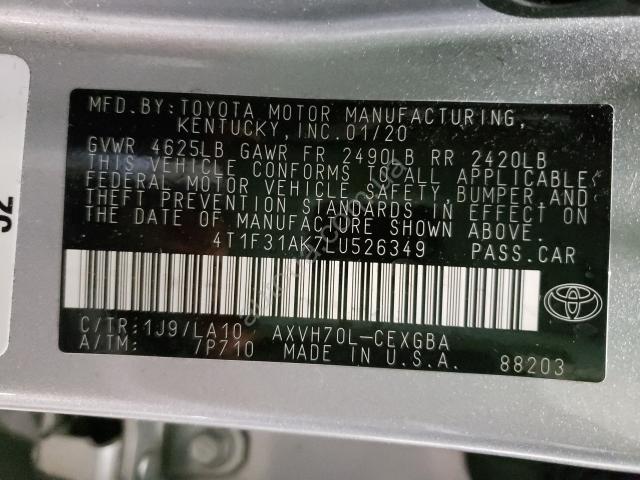 MFD.BY:TOYOTA MOTOR MANUFACTURING,
KENTUCKY,INC.01/20
GVWR 4625LB GAWR FR 2490LB RR 2420LB
THIS VEHICLE CONFORMS TO ALL APPLICABLE
FEDERAL MOTOR VEHICLE SAFETY, BUMPER,AND
THEFT PREVENTION STANDARDS IN EFFECT ON
THE DATE OF MANUFACTURE SHOWN ABOVE.
4T1F31AK7LU526349 PASS.CAR
C/TR:1J9/LA10 AXVH70L-CEXGBA
A/TM: 7P710 MADE IN U.S.A. 88203